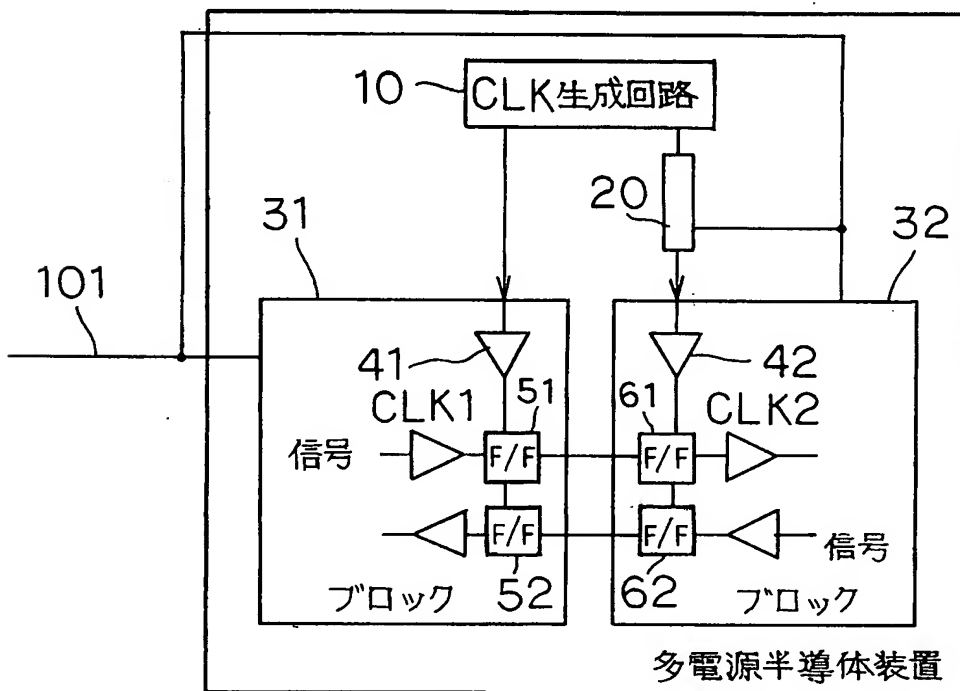 10
CLK生成回路
20
31
32
101
41
42
CLK1
51
61
CLK2
信号
F/F
F/F
F/F
F/F
信号
ブロック
52
62
ブロック
多電源半導体装置